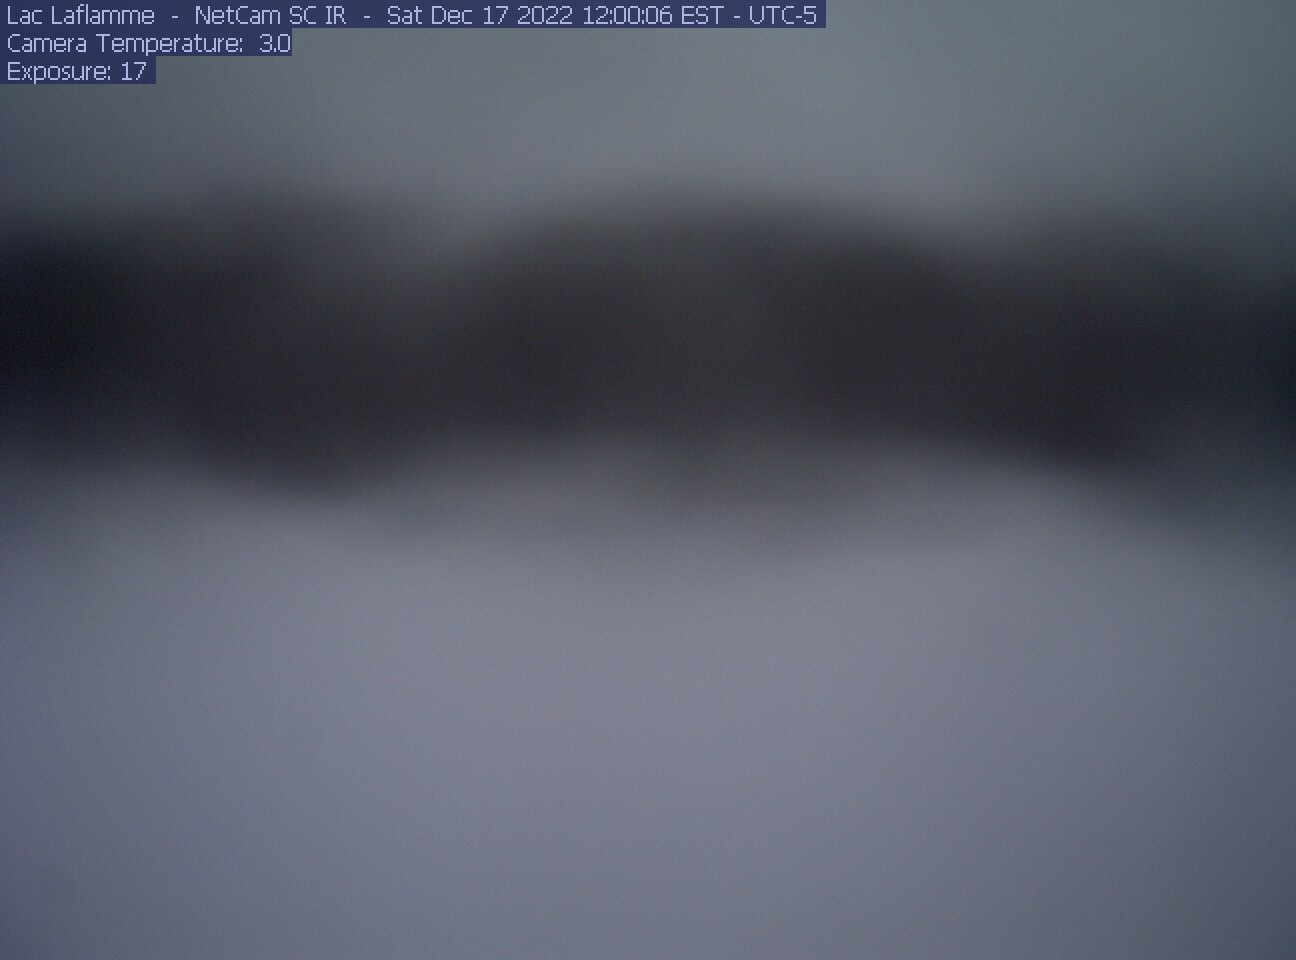 Lac Laflamme - NetCam SC IR - Sat Dec 17 2022 12:00:06 EST - UTC-5
Camera Temperature: 3.0
Exposure: 17